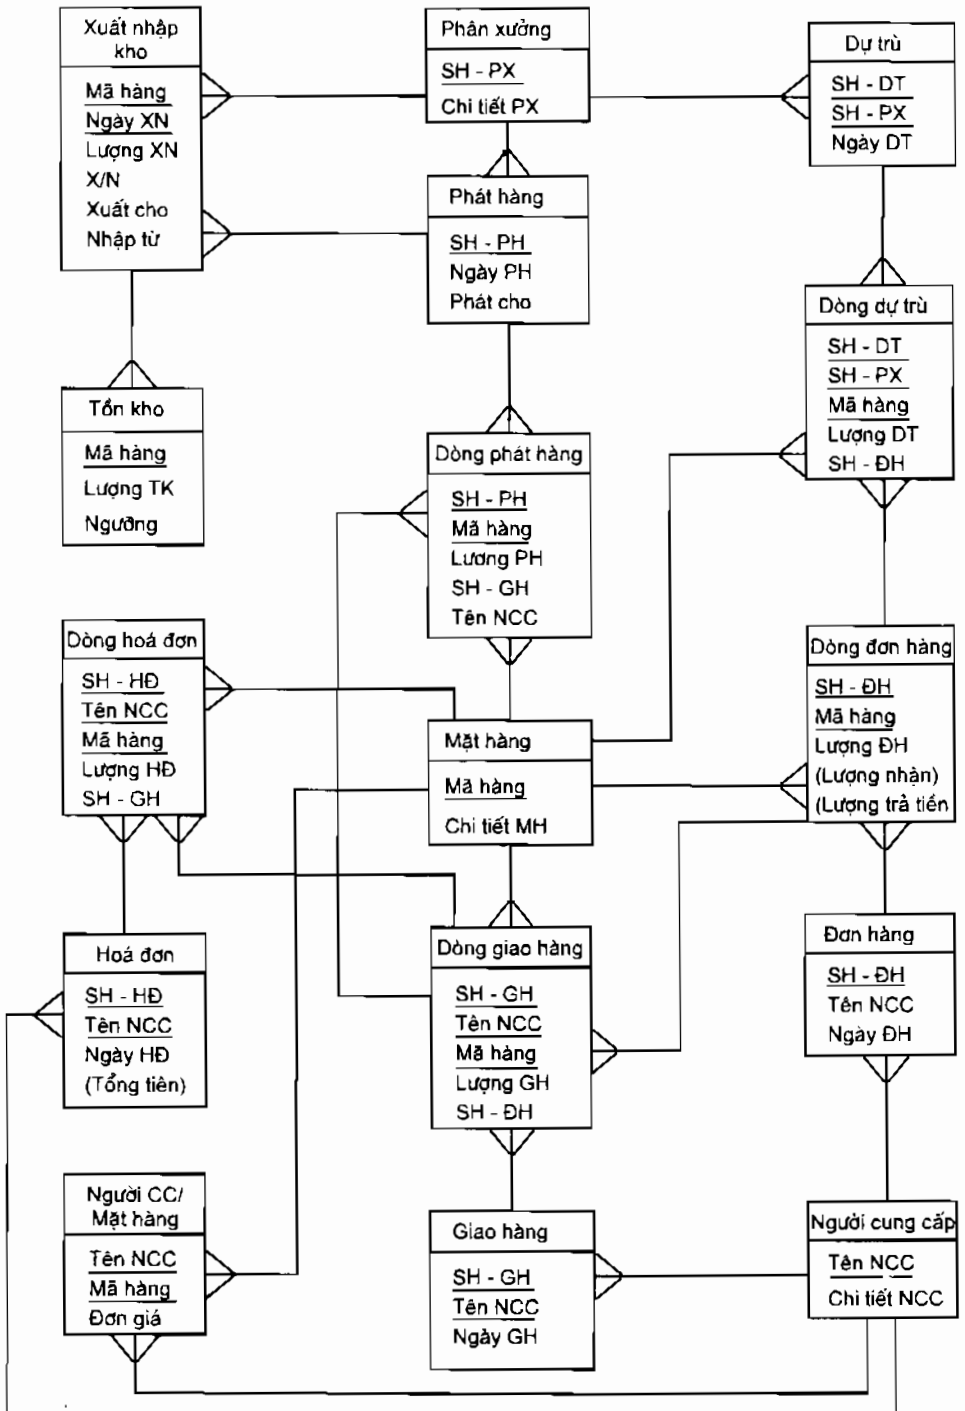 Xuất nhập
kho
Mã hàng
Ngày XN
Lượng XN
X/N
Xuất cho
Nhập từ
Phân xưởng
SH - PX
Chi tiết PX
Dự trù
SH - DT
SH - PX
Ngày DT
Phát hàng
SH - PH
Ngày PH
Phát cho
Dòng dự trù
SH - DT
SH - PX
Mã hàng
Lượng DT
SH - ĐH
Tồn kho
Mã hàng
Lượng TK
Ngưỡng
Dòng phát hàng
SH - PH
Mã hàng
Lương PH
SH - GH
Tên NCC
Dòng hoá đơn
SH - HĐ
Tên NCC
Mã hàng
Lượng HĐ
SH - GH
Mặt hàng
Mã hàng
Chi tiết MH
Dòng đơn hàng
SH - ĐH
Mã hàng
Lượng ĐH
(Lượng nhận)
(Lượng trả tiền
Hoá đơn
SH - HĐ
Tên NCC
Ngày HĐ
(Tổng tiên)
Dòng giao hàng
SH - GH
Tên NCC
Mã hàng
Lượng GH
SH - ĐH
Đơn hàng
SH - ĐH
Tên NCC
Ngày ĐH
Người CC/
Mặt hàng
Tên NCC
Mã hàng
Đơn giá
Giao hàng
SH - GH
Tên NCC
Ngày GH
Người cung cấp
Tên NCC
Chi tiết NCC